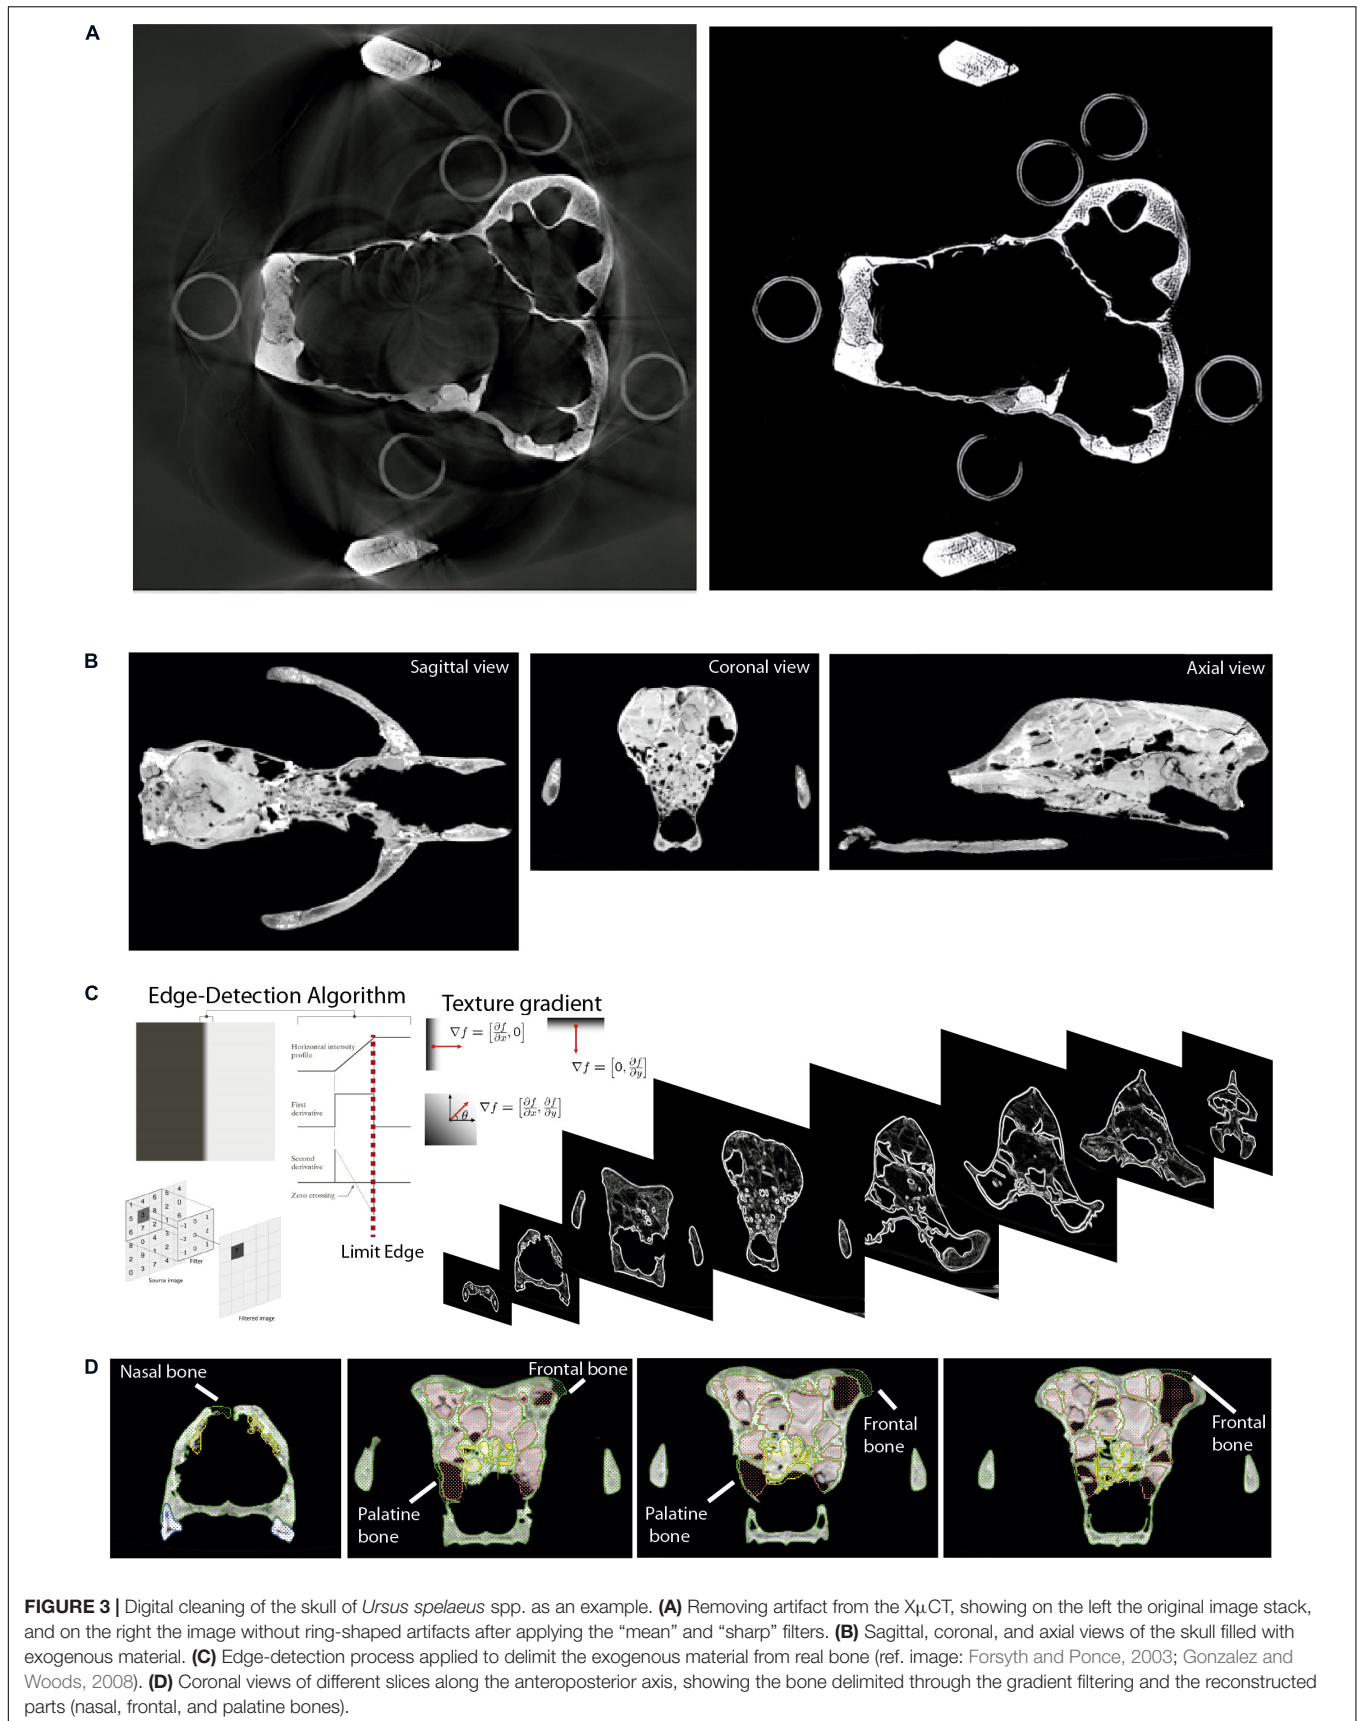 A
B
Sagittal view
Coronal view
Axial view
C
Edge-Detection Algorithm
Texture gradient
Horizontal intensity
profile
First
derivative
Second
derivative
Zero crossing
Limit Edge
∇f = [∂f/∂x, 0]
∇f = [0, ∂f/∂y]
∇f = [∂f/∂x, ∂f/∂y]
θ
Source image
Filter
Filtered image
D
Nasal bone
Frontal bone
Palatine
bone
Frontal
bone
Palatine
bone
Frontal
bone
FIGURE 3 | Digital cleaning of the skull of Ursus spelaeus spp. as an example. (A) Removing artifact from the XμCT, showing on the left the original image stack,
and on the right the image without ring-shaped artifacts after applying the “mean” and “sharp” filters. (B) Sagittal, coronal, and axial views of the skull filled with
exogenous material. (C) Edge-detection process applied to delimit the exogenous material from real bone (ref. image: Forsyth and Ponce, 2003; Gonzalez and
Woods, 2008). (D) Coronal views of different slices along the anteroposterior axis, showing the bone delimited through the gradient filtering and the reconstructed
parts (nasal, frontal, and palatine bones).